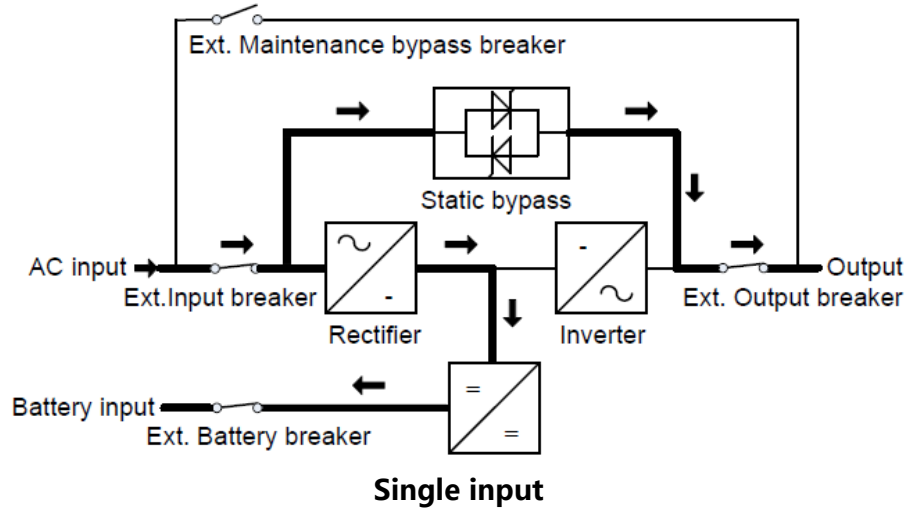 Ext. Maintenance bypass breaker
Static bypass
AC input
Output
Ext.Input breaker
-
-
Ext. Output breaker
Rectifier
Inverter
=
=
Battery input
Ext. Battery breaker
Single input